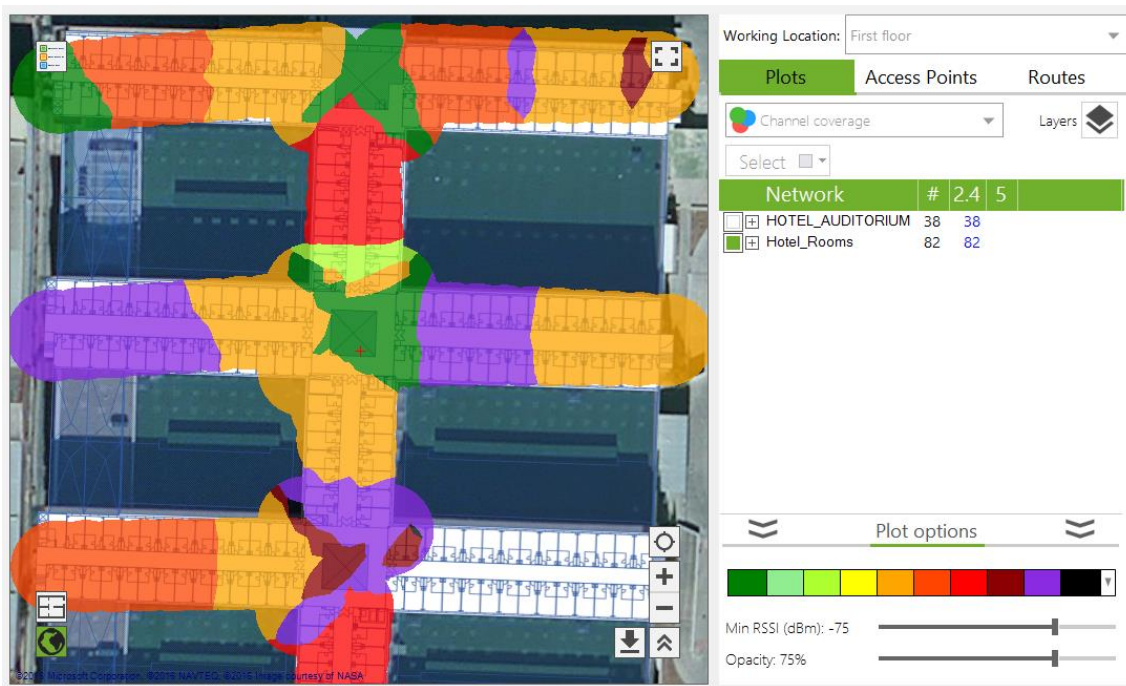 Working Location: First floor
Plots Access Points Routes
Channel coverage Layers
Select
Network # 2.4 5
HOTEL_AUDITORIUM 38 38
Hotel_Rooms 82 82
Plot options
Min RSSI (dBm): -75
Opacity: 75%
Microsoft Corporation, ©2015 NAVTEQ, ©2015 Image courtesy of NASA